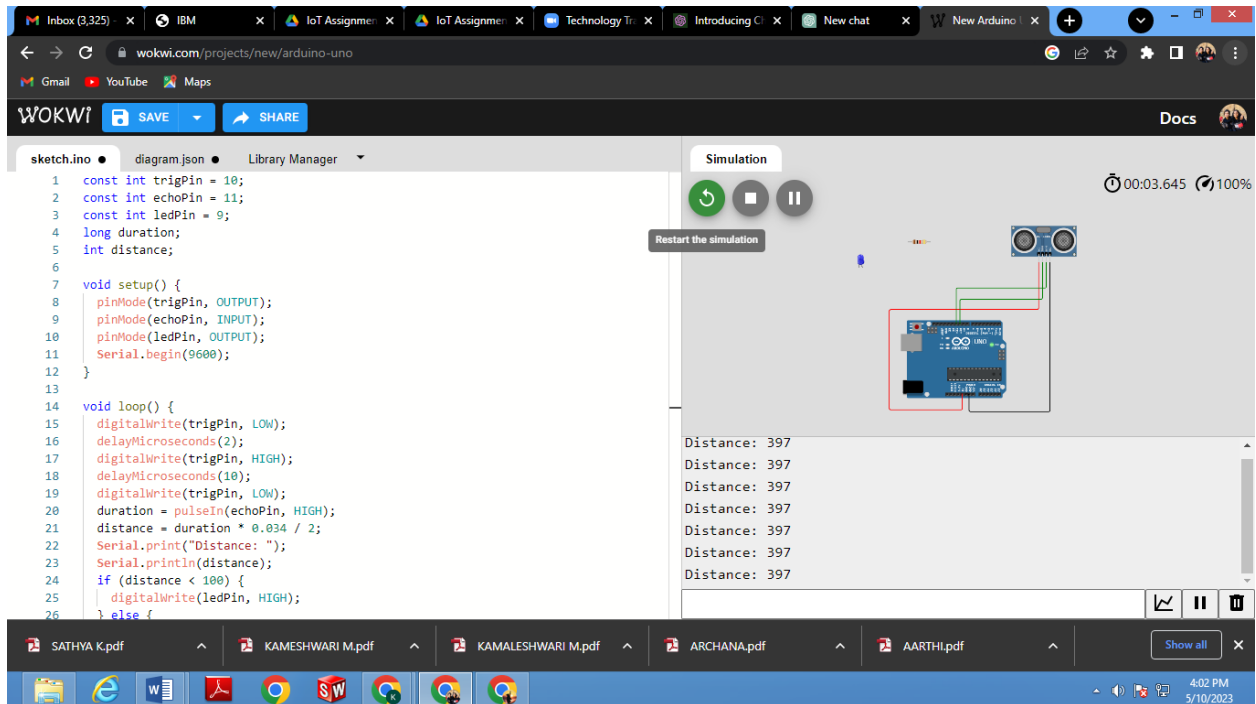 Inbox (3,325) -
IBM
IoT Assignmen
IoT Assignmen
Technology Tr
Introducing Ch
New chat
New Arduino U
wokwi.com/projects/new/arduino-uno
Gmail YouTube Maps
WOKWI SAVE SHARE Docs
sketch.ino ● diagram.json ● Library Manager
Simulation
1 const int trigPin = 10;
2 const int echoPin = 11;
3 const int ledPin = 9;
4 long duration;
5 int distance;
6
7 void setup() {
8 pinMode(trigPin, OUTPUT);
9 pinMode(echoPin, INPUT);
10 pinMode(ledPin, OUTPUT);
11 Serial.begin(9600);
12 }
13
14 void loop() {
15 digitalWrite(trigPin, LOW);
16 delayMicroseconds(2);
17 digitalWrite(trigPin, HIGH);
18 delayMicroseconds(10);
19 digitalWrite(trigPin, LOW);
20 duration = pulseIn(echoPin, HIGH);
21 distance = duration * 0.034 / 2;
22 Serial.print("Distance: ");
23 Serial.println(distance);
24 if (distance < 100) {
25 digitalWrite(ledPin, HIGH);
26 } else {
00:03.645 100%
Restart the simulation
UNO
Distance: 397
Distance: 397
Distance: 397
Distance: 397
Distance: 397
Distance: 397
Distance: 397
SATHYA K.pdf
KAMESHWARI M.pdf
KAMALESHWARI M.pdf
ARCHANA.pdf
AARTHI.pdf
Show all
SW
K
4:02 PM
5/10/2023